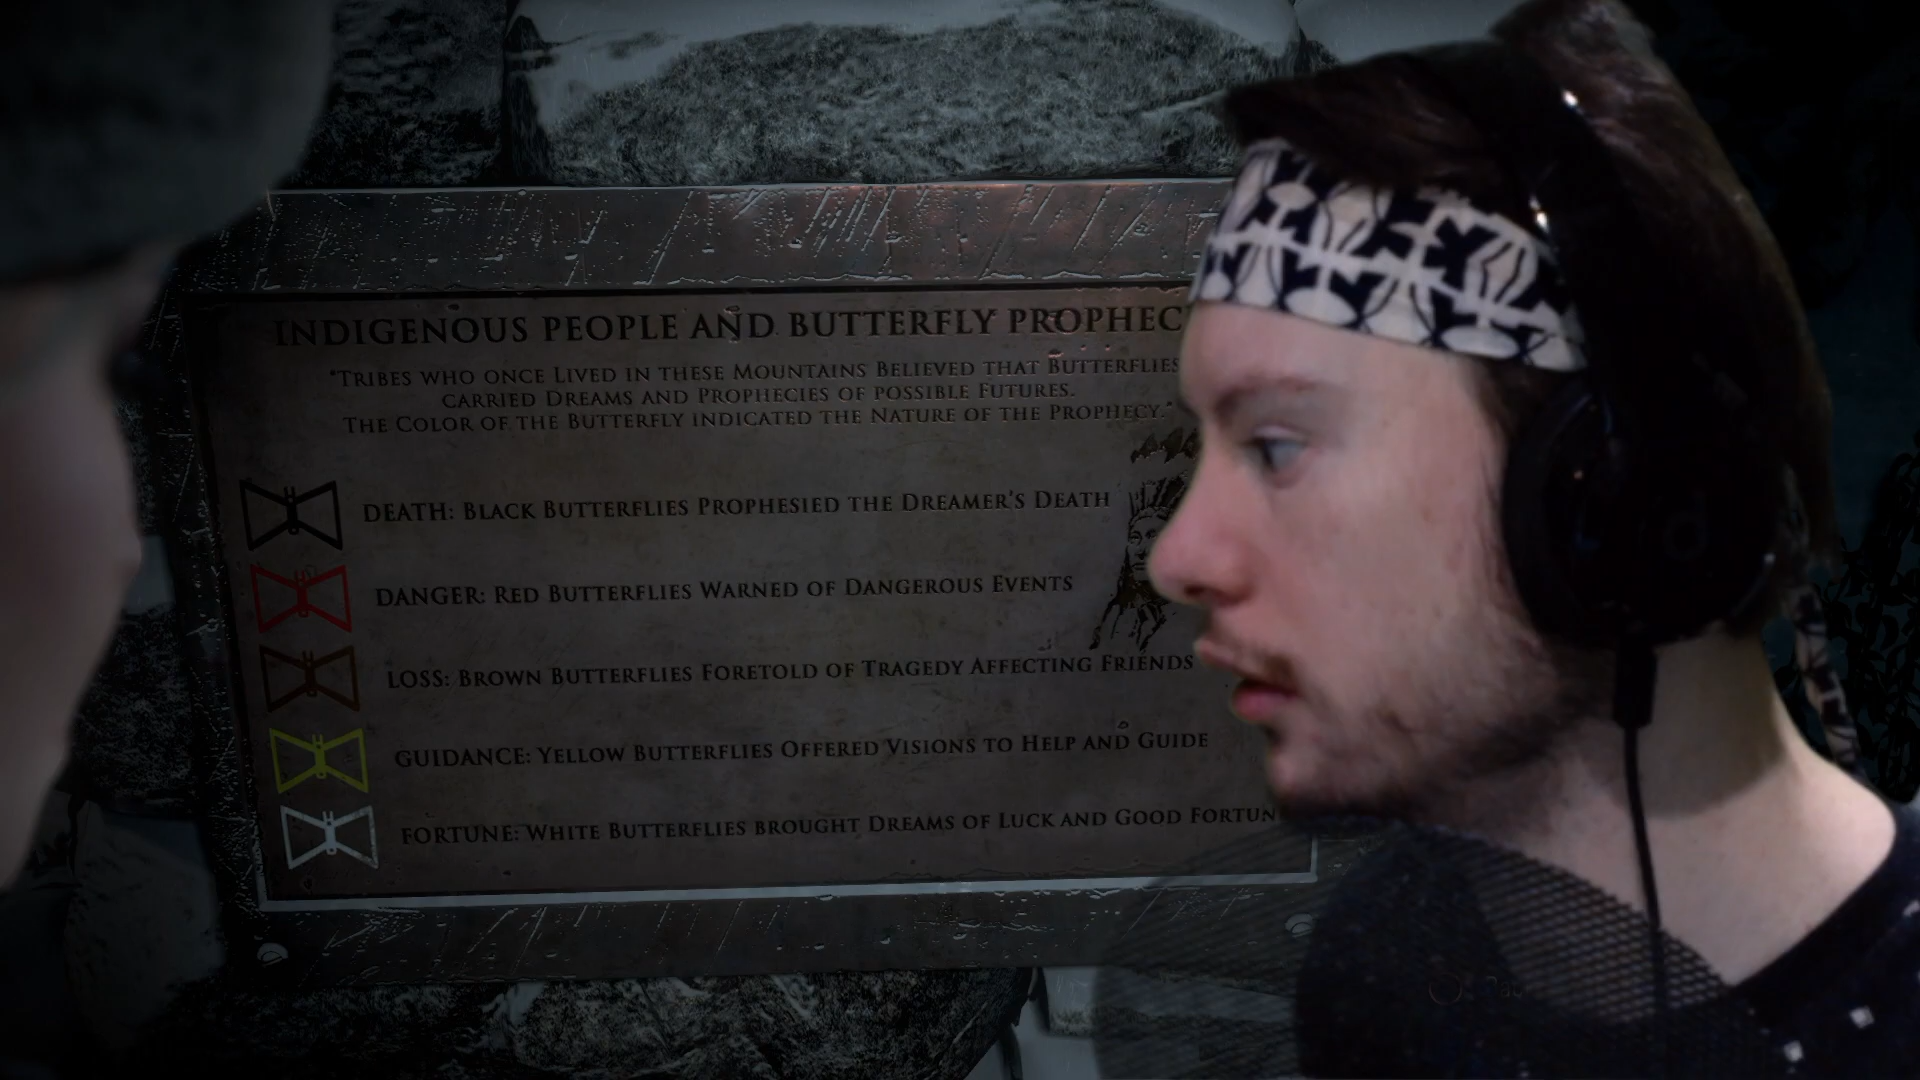 INDIGENOUS PEOPLE AND BUTTERFLY PROPHEC
"TRIBES WHO ONCE LIVED IN THESE MOUNTAINS BELIEVED THAT BUTTERFLIES
CARRIED DREAMS AND PROPHECIES OF POSSIBLE FUTURES.
THE COLOR OF THE BUTTERFLY INDICATED THE NATURE OF THE PROPHECY."
DEATH: BLACK BUTTERFLIES PROPHESIED THE DREAMER'S DEATH
DANGER: RED BUTTERFLIES WARNED OF DANGEROUS EVENTS
LOSS: BROWN BUTTERFLIES FORETOLD OF TRAGEDY AFFECTING FRIENDS
GUIDANCE: YELLOW BUTTERFLIES OFFERED VISIONS TO HELP AND GUIDE
FORTUNE: WHITE BUTTERFLIES BROUGHT DREAMS OF LUCK AND GOOD FORTUN